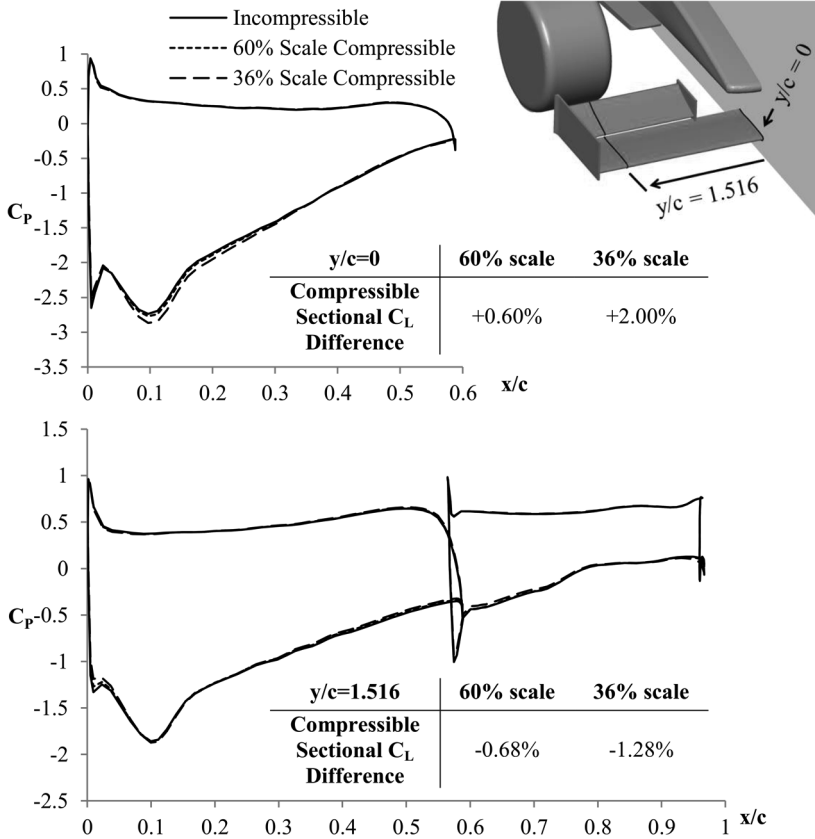 Incompressible
60% Scale Compressible
36% Scale Compressible
y/c=0
y/c = 1.516
1
0.5
0
-0.5
-1
-1.5
-2
-2.5
-3
-3.5
C_P
0 0.1 0.2 0.3 0.4 0.5 0.6
x/c
y/c=0 60% scale 36% scale
Compressible
Sectional C_L
Difference
+0.60% +2.00%
1.5
1
0.5
0
-0.5
-1
-1.5
-2
-2.5
C_P
0 0.1 0.2 0.3 0.4 0.5 0.6 0.7 0.8 0.9 1
x/c
y/c=1.516 60% scale 36% scale
Compressible
Sectional C_L
Difference
-0.68% -1.28%